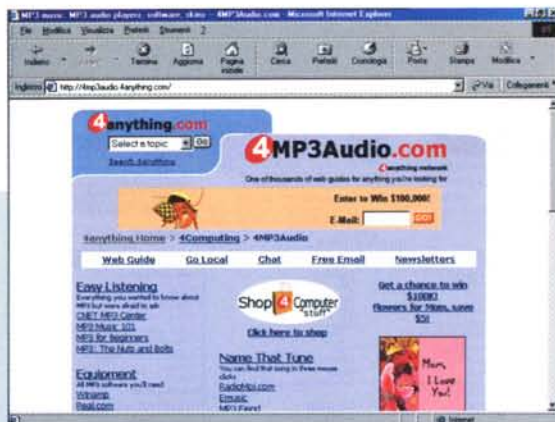 MP3 music: MP3 audio players, software, skins - 4MP3Audio.com - Microsoft Internet Explorer
File Modifica Visualizza Preferiti Strumenti ?
Indietro Termina Aggiorna Pagina iniziale Cerca Preferiti Cronologia Posta Stampa Modifica
Indirizzo http://4mp3audio.4anything.com/ Vai Collegamenti
4anything.com
Select a topic Go
Search 4anything
4MP3Audio.com
4anything network
One of thousands of web guides for anything you're looking for
Enter to Win $100,000!
E-Mail: GO!
4anything Home > 4Computing > 4MP3Audio
Web Guide Go Local Chat Free Email Newsletters
Easy Listening
Everything you wanted to know about
MP3 but were afraid to ask
CNET MP3 Center
MP3 Music 101
MP3 for Beginners
MP3: The Nuts and Bolts
Equipment
All MP3 software you'll need
Winamp
Real.com
Shop 4 Computer
"stuff"
Click here to shop
Name That Tune
You can find that song in three mouse
clicks
RadioMoi.com
Emusic
MP3 Fiend
Get a chance to win
$100K!
flowers for Mom, save
$5!
Mom,
I Love
You!
Internet